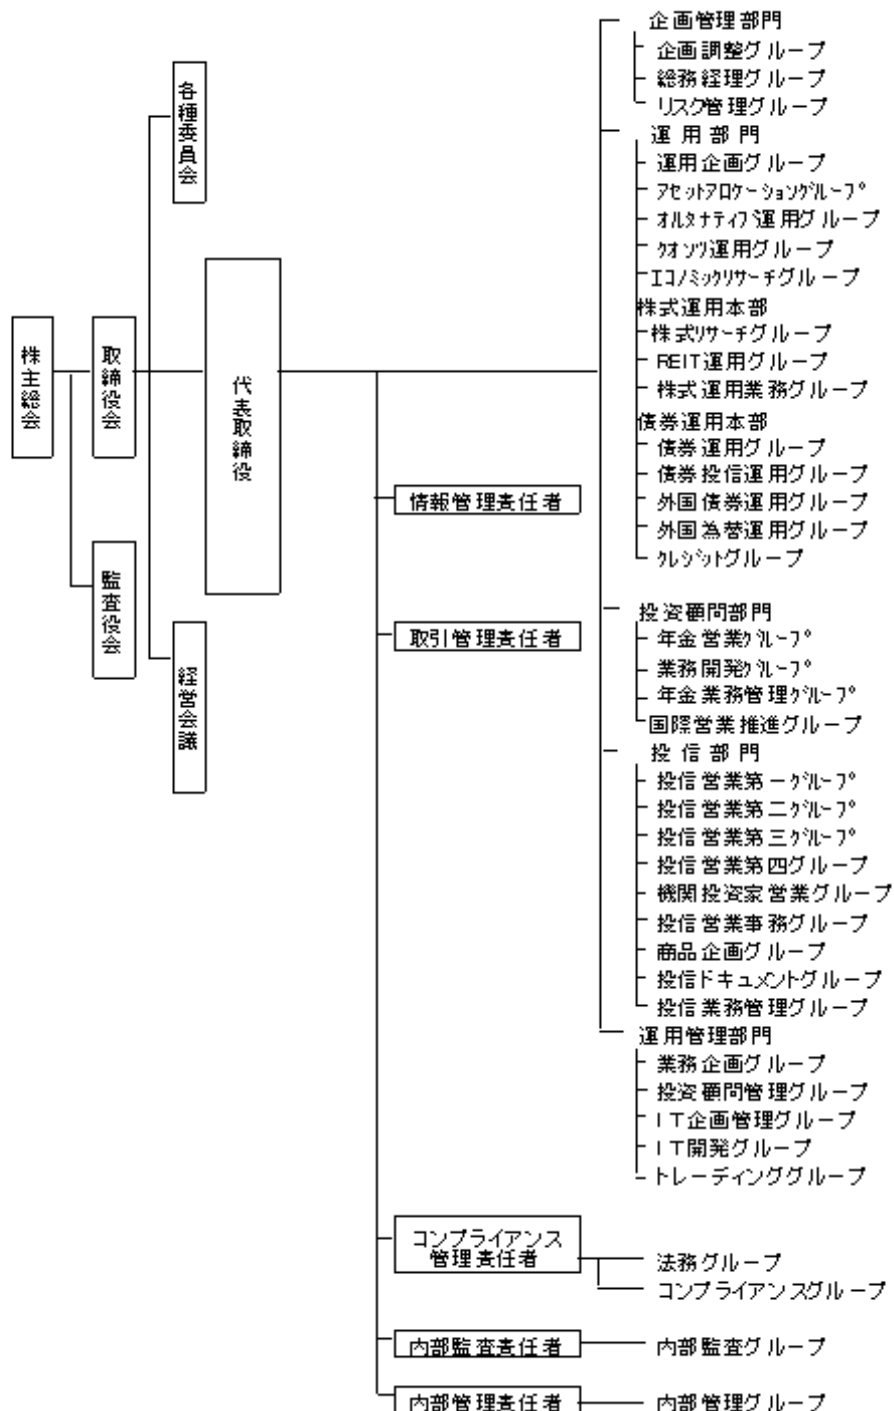 株主総会
取締役会
監査役会
各種委員会
代表取締役
経営会議
情報管理責任者
取引管理責任者
コンプライアンス
管理責任者
内部監査責任者
内部管理責任者
企画管理部門
企画調整グループ
総務経理グループ
リスク管理グループ
運用部門
運用企画グループ
アセットアロケーショングループ
オルタナティブ運用グループ
クオンツ運用グループ
エコノミックリサーチグループ
株式運用本部
株式リサーチグループ
REIT運用グループ
株式運用業務グループ
債券運用本部
債券運用グループ
債券投信運用グループ
外国債券運用グループ
外国為替運用グループ
クレジットグループ
投資顧問部門
年金営業グループ
業務開発グループ
年金業務管理グループ
国際営業推進グループ
投信部門
投信営業第一グループ
投信営業第二グループ
投信営業第三グループ
投信営業第四グループ
機関投資家営業グループ
投信営業事務グループ
商品企画グループ
投信ドキュメントグループ
投信業務管理グループ
運用管理部門
業務企画グループ
投資顧問管理グループ
IT企画管理グループ
IT開発グループ
トレーディンググループ
法務グループ
コンプライアンスグループ
内部監査グループ
内部管理グループ